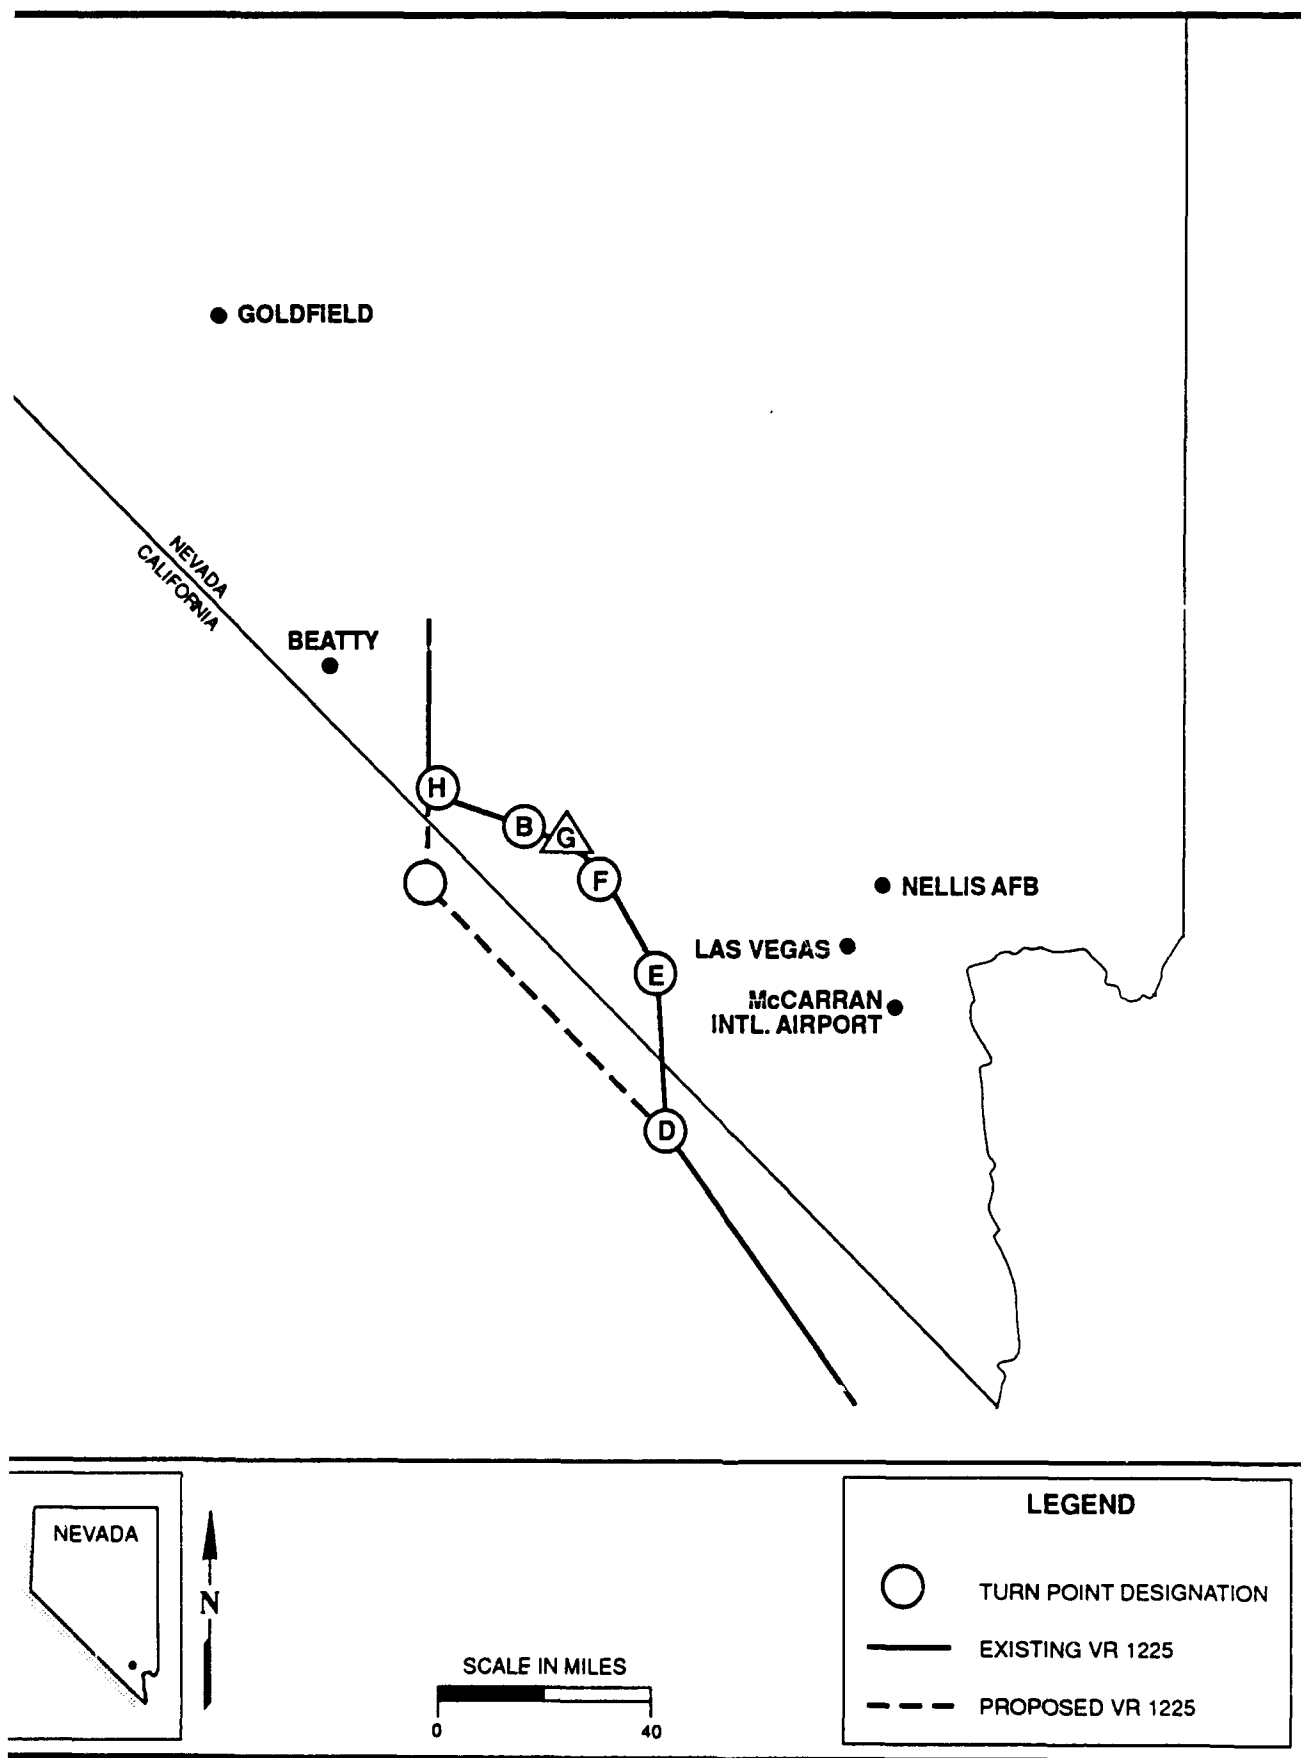 GOLDFIELD
NEVADA
CALIFORNIA
BEATTY
H
B
G
F
NELLIS AFB
LAS VEGAS
E
McCARRAN
INTL. AIRPORT
D
NEVADA
N
SCALE IN MILES
0
40
LEGEND
TURN POINT DESIGNATION
EXISTING VR 1225
PROPOSED VR 1225